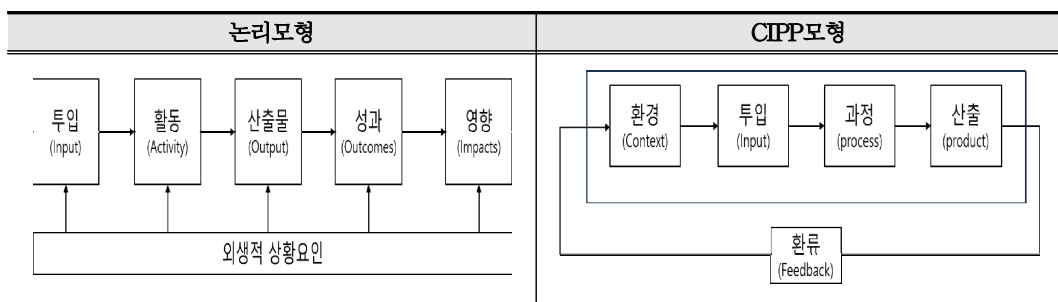 논리모형
CIPP모형
투입
(Input)
활동
(Activity)
산출물
(Output)
성과
(Outcomes)
영향
(Impacts)
외생적 상황요인
환경
(Context)
투입
(Input)
과정
(process)
산출
(product)
환류
(Feedback)